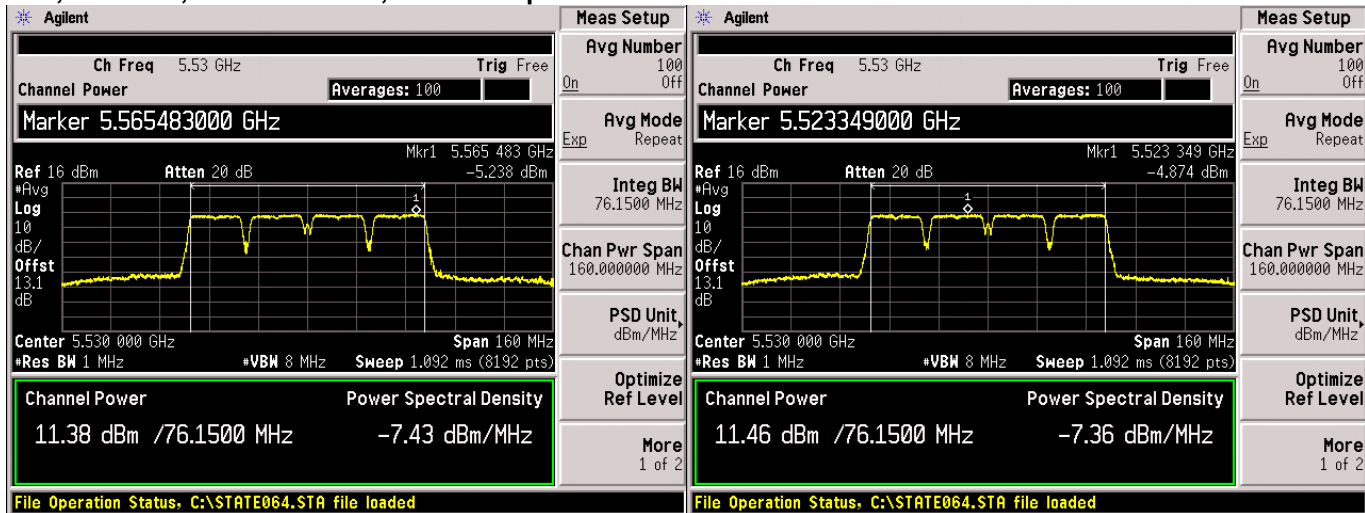 Agilent
Meas Setup
Ch Freq 5.53 GHz Trig Free
Channel Power Averages: 100
Marker 5.565483000 GHz
Mkr1 5.565 483 GHz
Ref 16 dBm Atten 20 dB -5.238 dBm
#Avg
Log
10
dB/
Offst
13.1
dB
1
Center 5.530 000 GHz Span 160 MHz
#Res BW 1 MHz #VBW 8 MHz Sweep 1.092 ms (8192 pts)
Channel Power Power Spectral Density
11.38 dBm /76.1500 MHz -7.43 dBm/MHz
File Operation Status, C:\STATE064.STA file loaded
Avg Number
100
On Off
Avg Mode
Exp Repeat
Integ BW
76.1500 MHz
Chan Pwr Span
160.000000 MHz
PSD Unit
dBm/MHz
Optimize
Ref Level
More
1 of 2
Agilent
Meas Setup
Ch Freq 5.53 GHz Trig Free
Channel Power Averages: 100
Marker 5.523349000 GHz
Mkr1 5.523 349 GHz
Ref 16 dBm Atten 20 dB -4.874 dBm
#Avg
Log
10
dB/
Offst
13.1
dB
1
Center 5.530 000 GHz Span 160 MHz
#Res BW 1 MHz #VBW 8 MHz Sweep 1.092 ms (8192 pts)
Channel Power Power Spectral Density
11.46 dBm /76.1500 MHz -7.36 dBm/MHz
File Operation Status, C:\STATE064.STA file loaded
Avg Number
100
On Off
Avg Mode
Exp Repeat
Integ BW
76.1500 MHz
Chan Pwr Span
160.000000 MHz
PSD Unit
dBm/MHz
Optimize
Ref Level
More
1 of 2